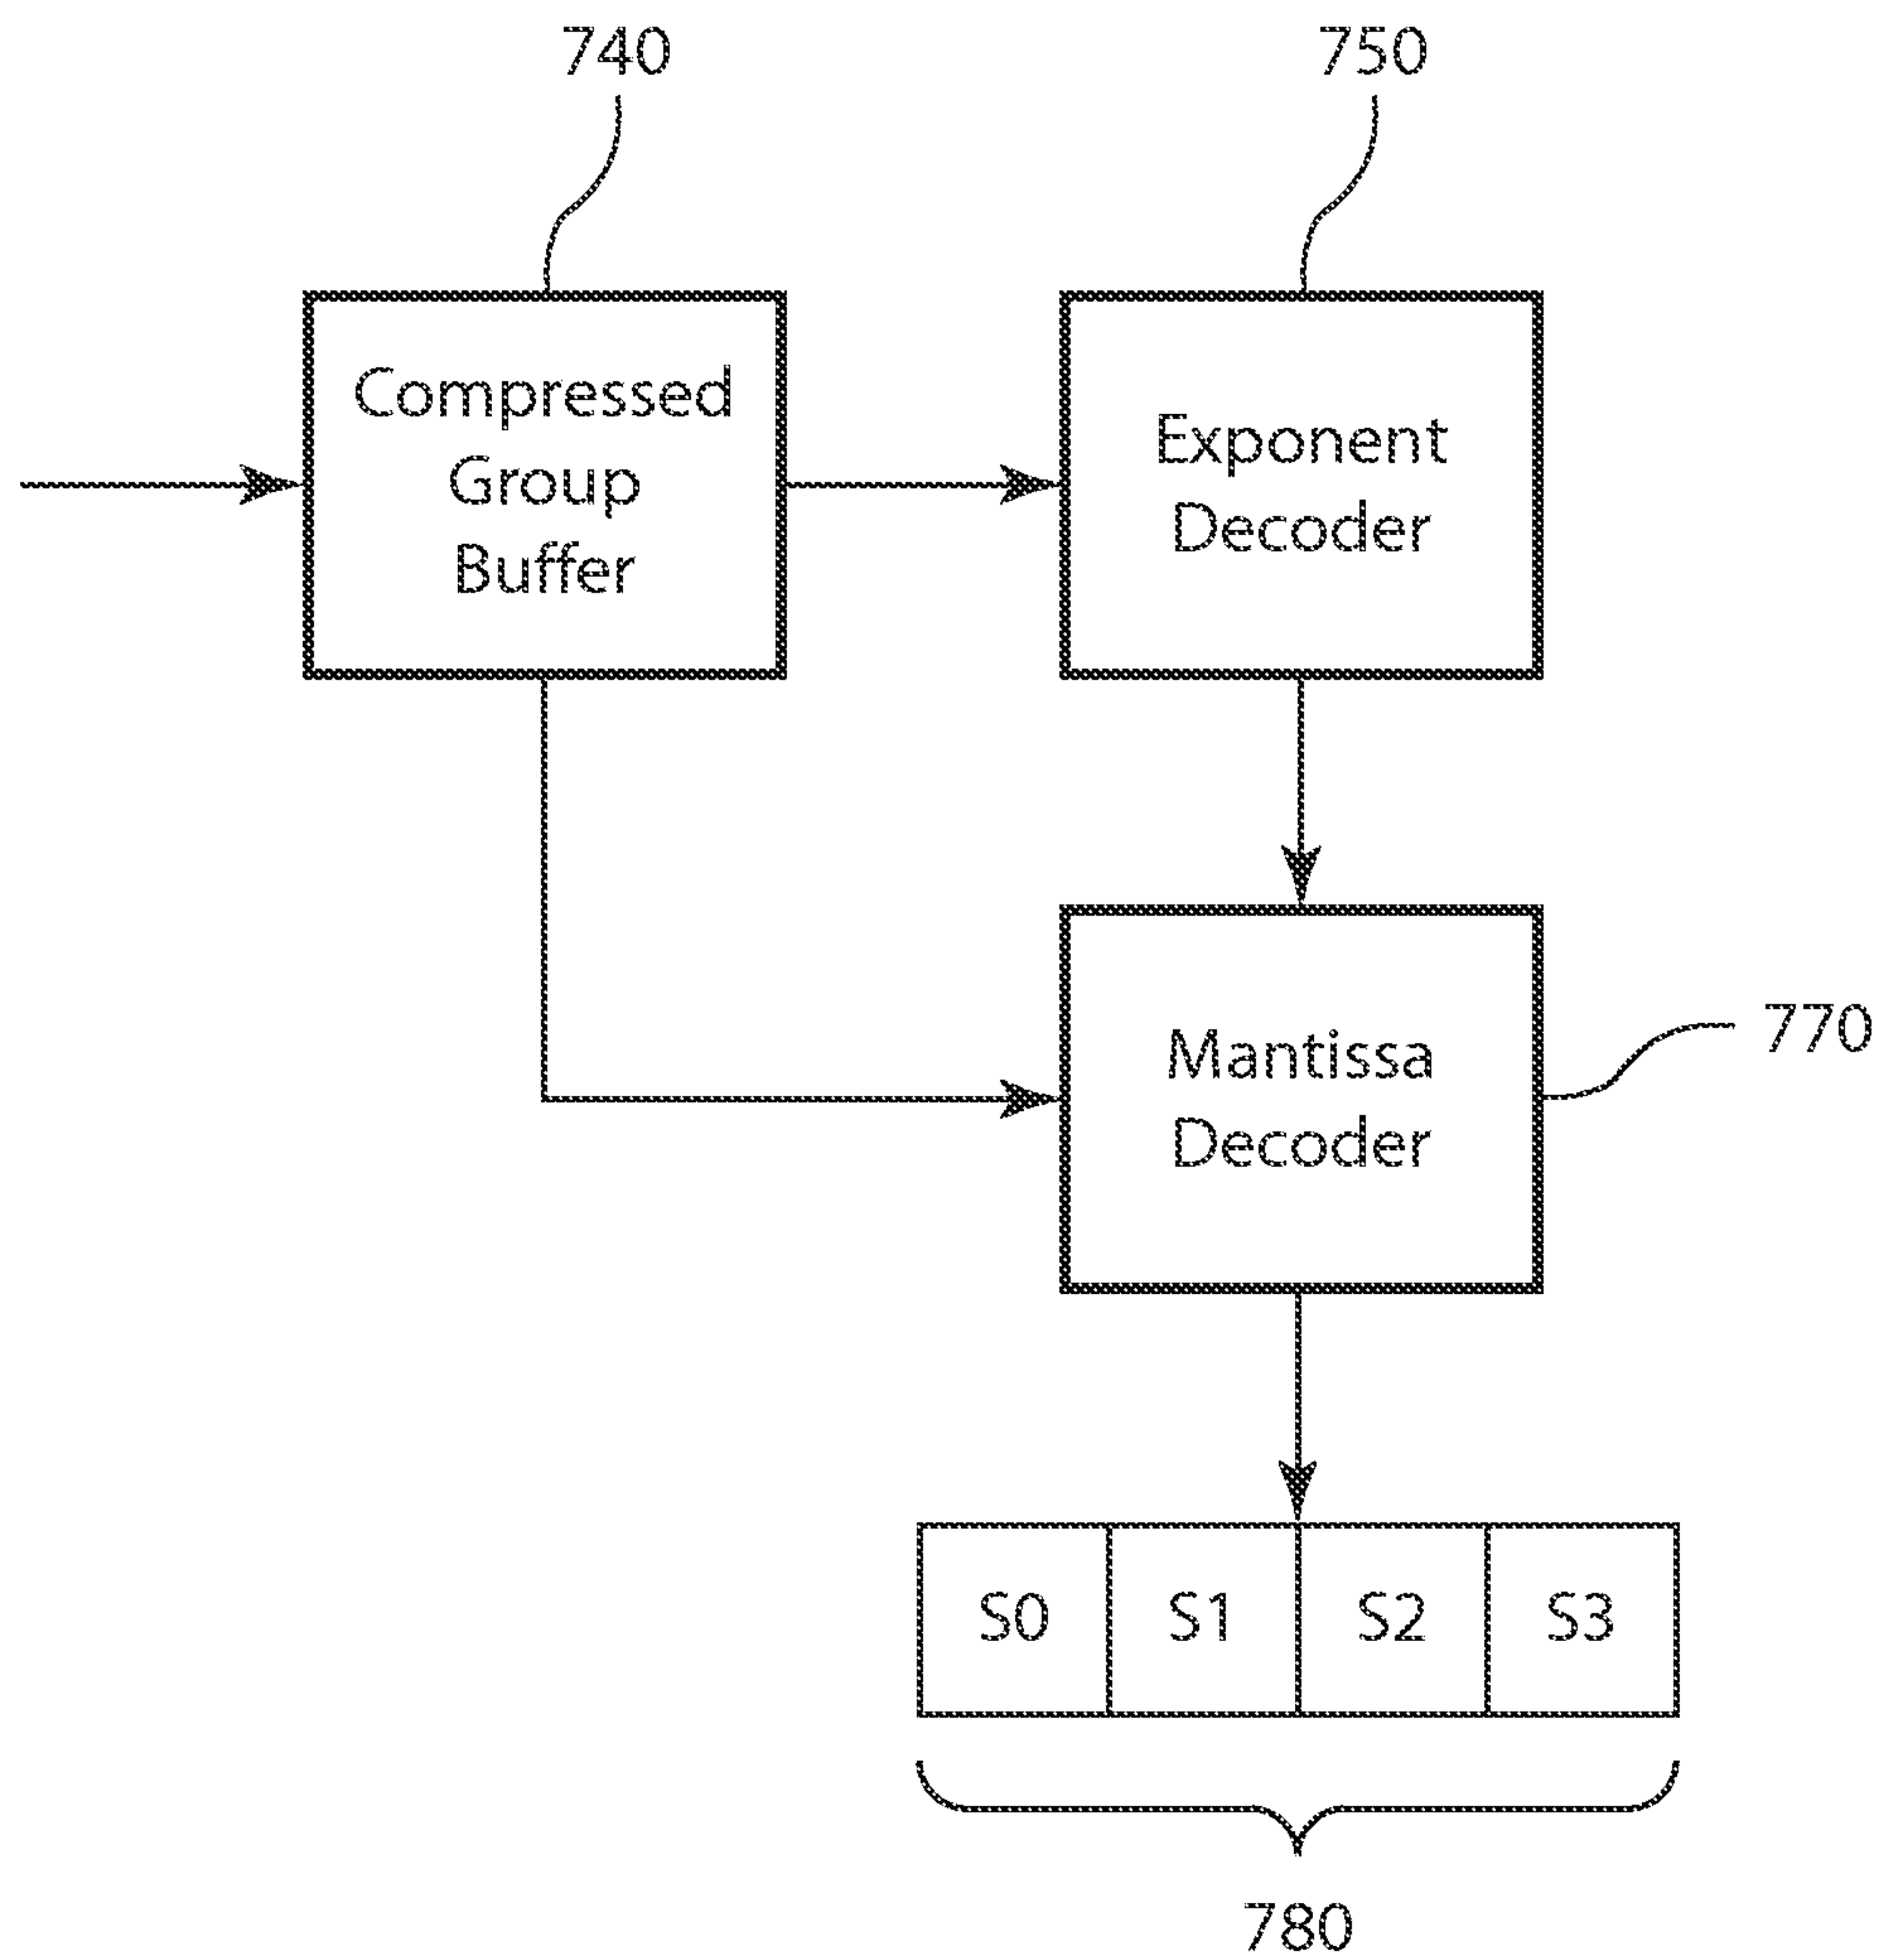 740
750
Compressed
Group
Buffer
Exponent
Decoder
Mantissa
Decoder
770
S0 S1 S2 S3
780